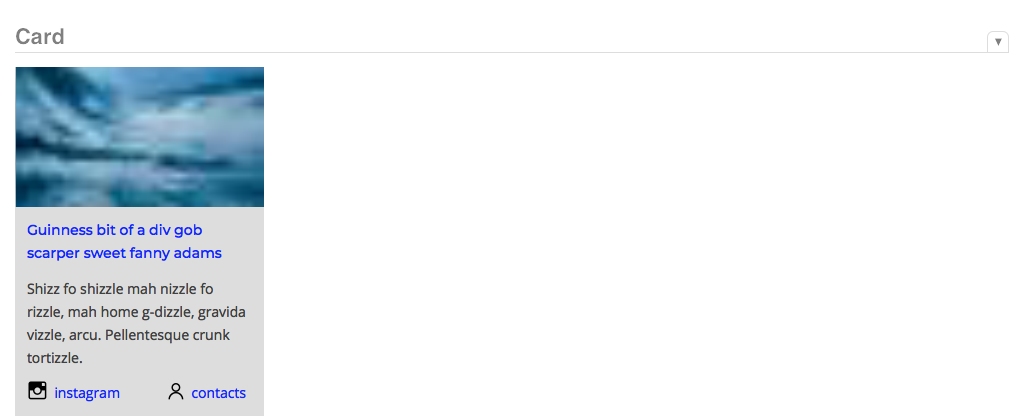 Card
▼
Guinness bit of a div gob
scarper sweet fanny adams
Shizz fo shizzle mah nizzle fo
rizzle, mah home g-dizzle, gravida
vizzle, arcu. Pellentesque crunk
tortizzle.
instagram contacts